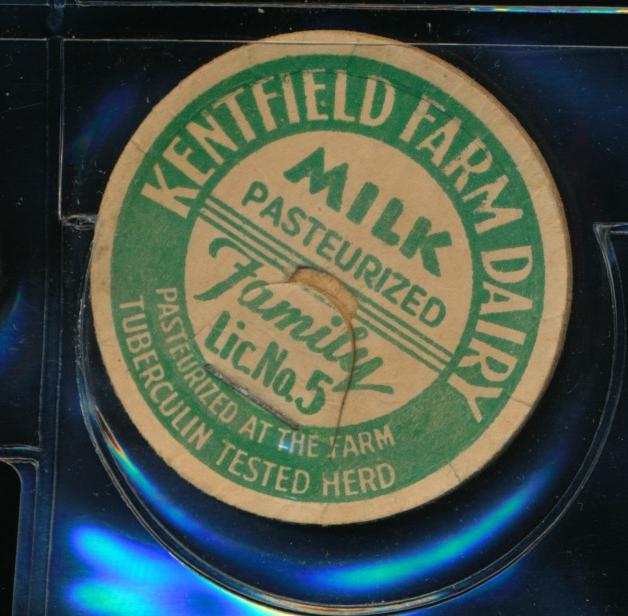 KENTFIELD FARM DAIRY
MILK
PASTEURIZED
Family
Lic.No.5
PASTEURIZED AT THE FARM
TUBERCULIN TESTED HERD